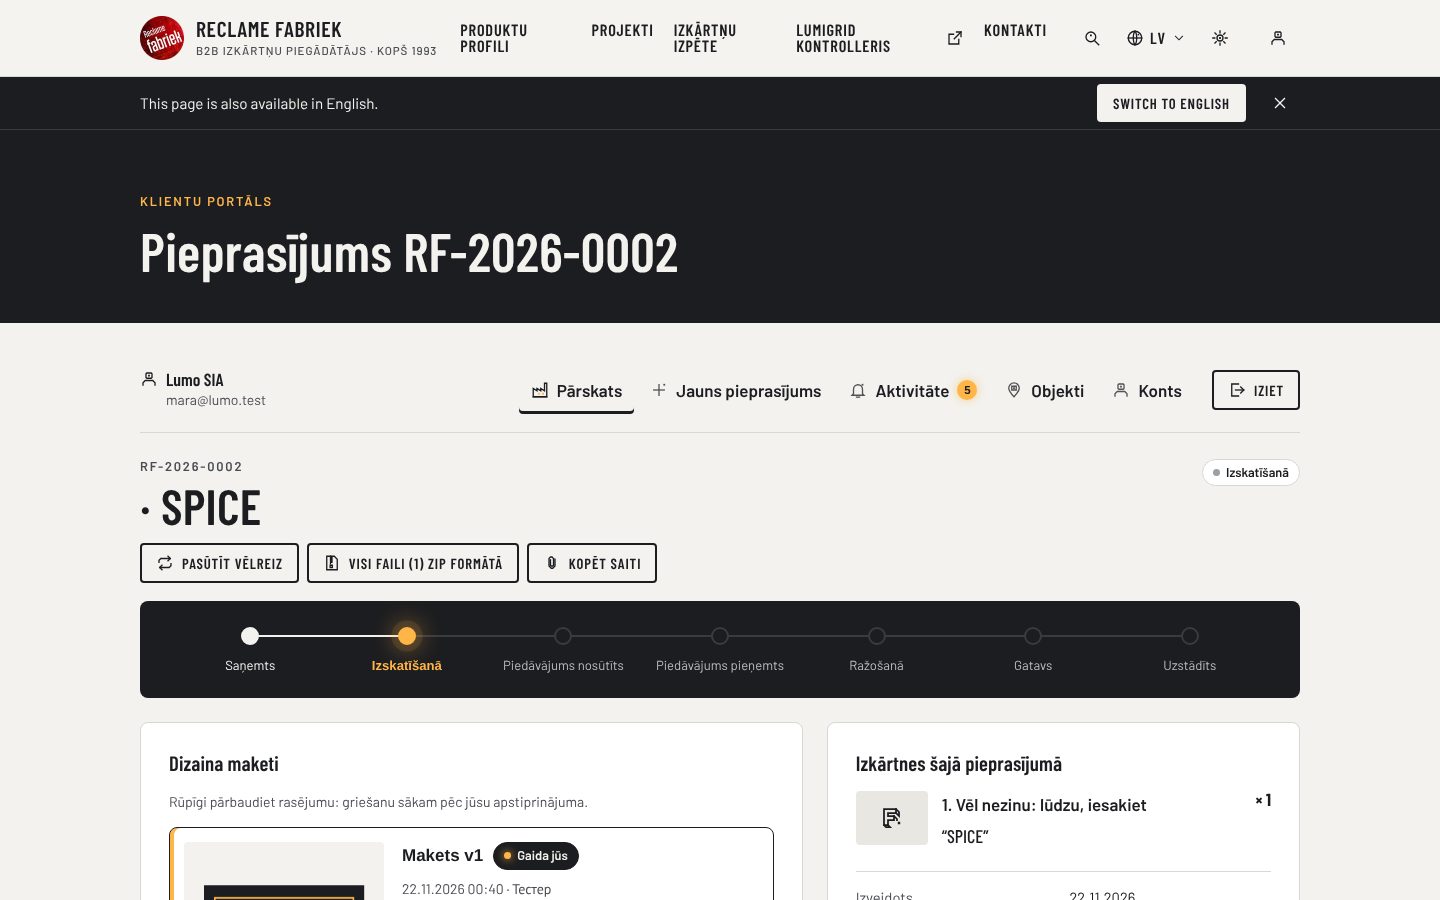 Reclame fabriek
RECLAME FABRIEK
B2B IZKĀRTŅU PIEGĀDĀTĀJS · KOPŠ 1993
PRODUKTU PROFILI
PROJEKTI
IZKĀRTŅU IZPĒTE
LUMIGRID KONTROLLERIS
KONTAKTI
LV
This page is also available in English.
SWITCH TO ENGLISH
KLIENTU PORTĀLS
Pieprasījums RF-2026-0002
Lumo SIA
mara@lumo.test
Pārskats
Jauns pieprasījums
Aktivitāte 5
Objekti
Konts
IZIET
RF-2026-0002
Izskatīšanā
· SPICE
PASŪTĪT VĒLREIZ
VISI FAILI (1) ZIP FORMĀTĀ
KOPĒT SAITI
Saņemts
Izskatīšanā
Piedāvājums nosūtīts
Piedāvājums pieņemts
Ražošanā
Gatavs
Uzstādīts
Dizaina maketi
Rūpīgi pārbaudiet rasējumu: griešanu sākam pēc jūsu apstiprinājuma.
Makets v1
Gaida jūs
22.11.2026 00:40 · Тестер
Izkārtnes šajā pieprasījumā
1. Vēl nezinu: lūdzu, iesakiet
× 1
“SPICE”
Izveidots
22.11.2026